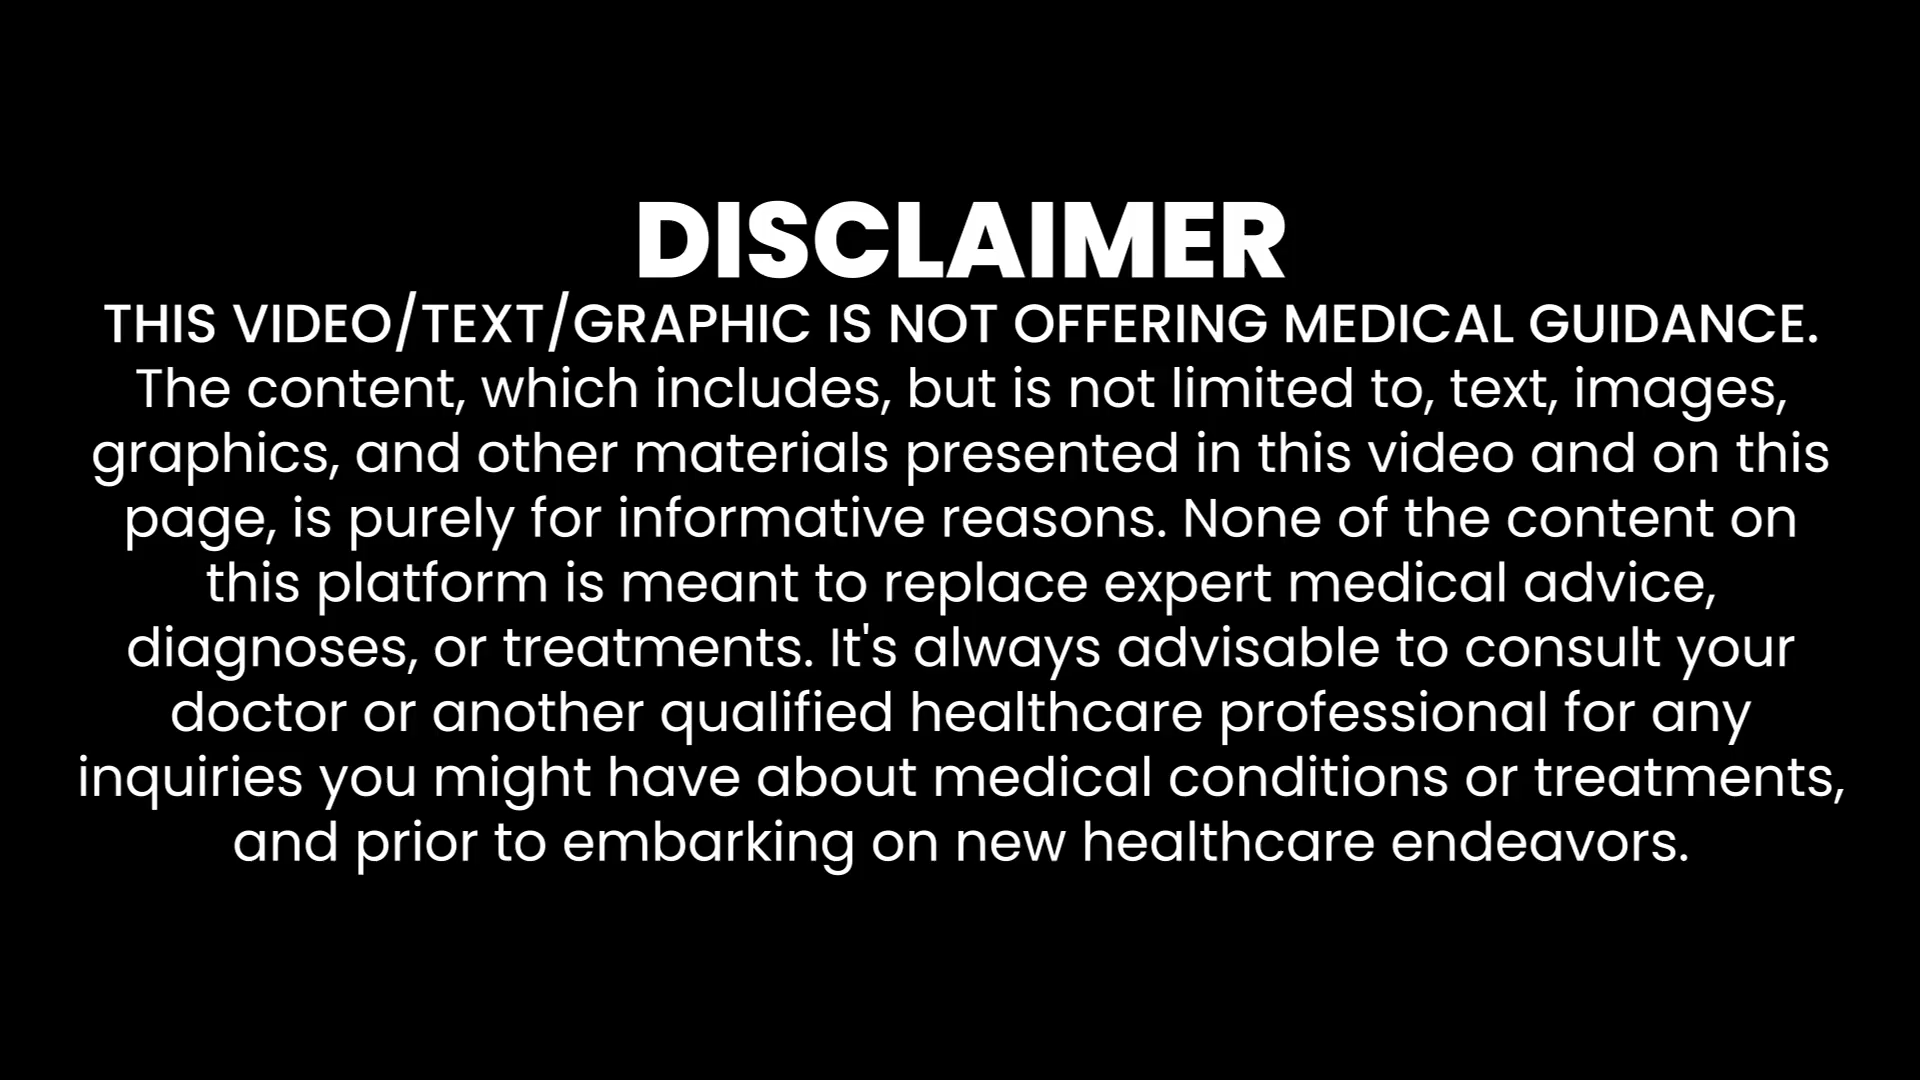 DISCLAIMER
THIS VIDEO/TEXT/GRAPHIC IS NOT OFFERING MEDICAL GUIDANCE.
The content, which includes, but is not limited to, text, images,
graphics, and other materials presented in this video and on this
page, is purely for informative reasons. None of the content on
this platform is meant to replace expert medical advice,
diagnoses, or treatments. It's always advisable to consult your
doctor or another qualified healthcare professional for any
inquiries you might have about medical conditions or treatments,
and prior to embarking on new healthcare endeavors.